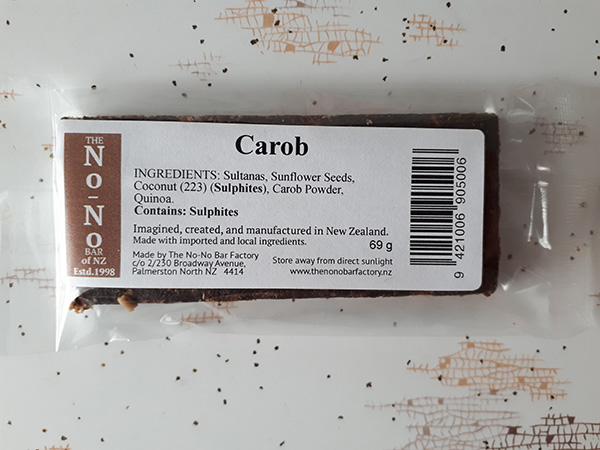 THE
No-No
BAR
of NZ
Estd.1998
Carob
INGREDIENTS: Sultanas, Sunflower Seeds,
Coconut (223) (Sulphites), Carob Powder,
Quinoa.
Contains: Sulphites
Imagined, created, and manufactured in New Zealand.
Made with imported and local ingredients.
69 g
Made by The No-No Bar Factory
c/o 2/230 Broadway Avenue,
Palmerston North NZ 4414
Store away from direct sunlight
www.thenonobarfactory.nz
9 421006 905006